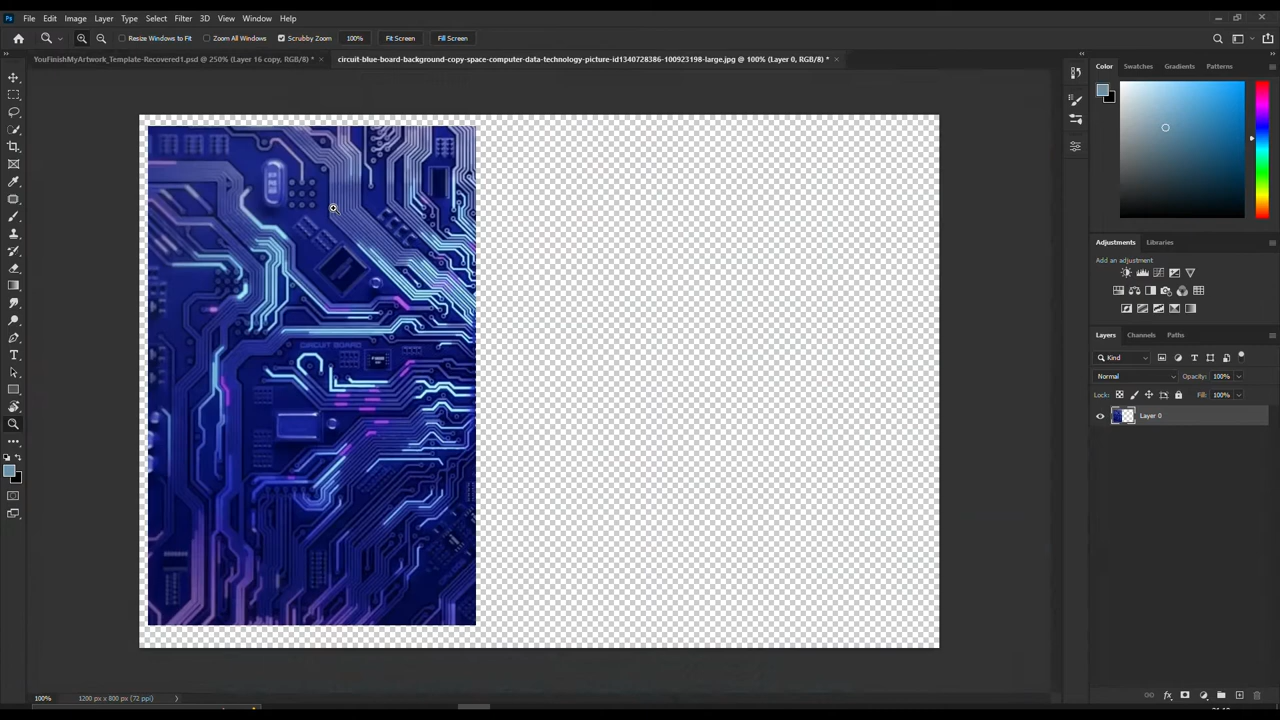 Ps File Edit Image Layer Type Select Filter 3D View Window Help
Resize Windows to Fit Zoom All Windows Scrubby Zoom 100% Fit Screen Fill Screen
YouFinishMyArtwork_Template-Recovered1.psd @ 250% (Layer 16 copy, RGB/8) * × circuit-blue-board-background-copy-space-computer-data-technology-picture-id1340728386-100923198-large.jpg @ 100% (Layer 0, RGB/8) * ×
Color Swatches Gradients Patterns
Adjustments Libraries
Add an adjustment
Layers Channels Paths
Kind
Normal Opacity: 100%
Lock: Fill: 100%
Layer 0
CIRCUIT BOARD
100% 1200 px x 800 px (72 ppi)